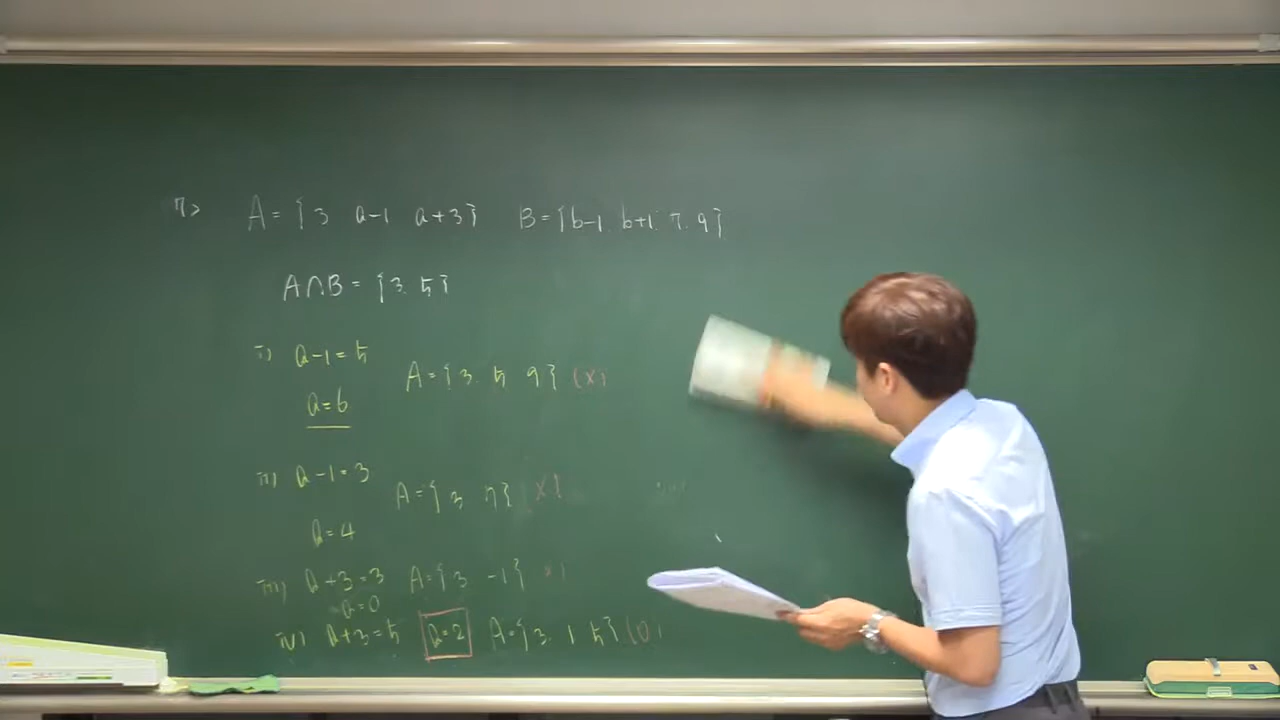 7> A={3 a-1 a+3} B={b-1. b+1. 7. 9}
A∩B={3. 5}
i) a-1=5
A={3. 5 9} (×)
a=6
ii) a-1=3
A={3 7} (×)
a=4
iii) a+3=3 A={3 -1} (×)
a=0
iv) a+3=5 a=2 A={3. 1 5} (0)